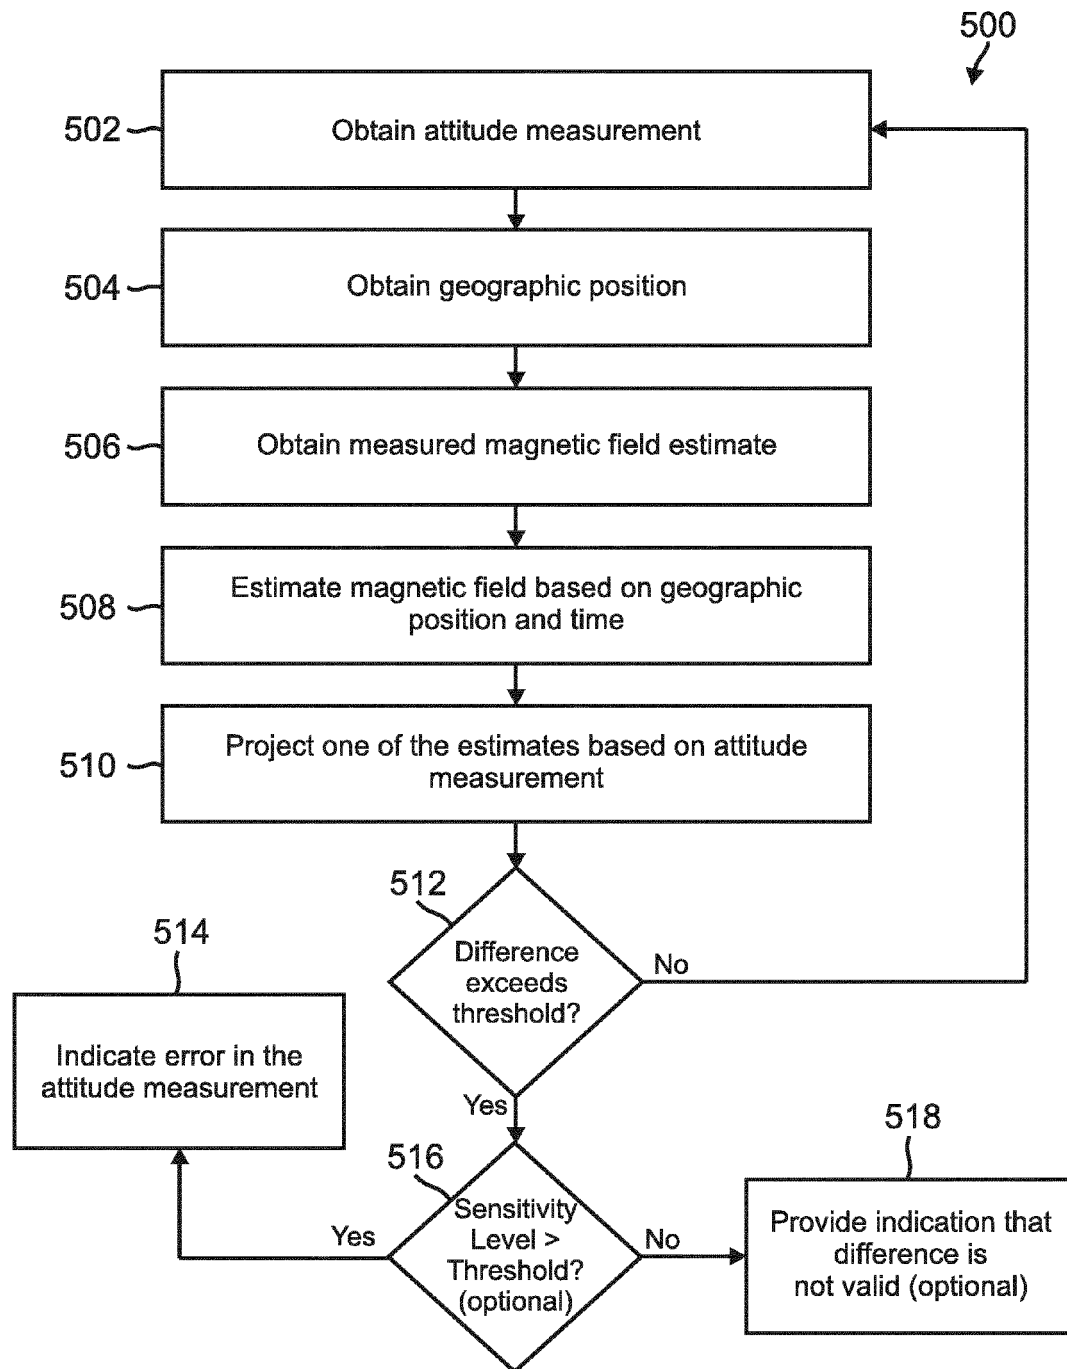 500
502
Obtain attitude measurement
504
Obtain geographic position
506
Obtain measured magnetic field estimate
508
Estimate magnetic field based on geographic
position and time
510
Project one of the estimates based on attitude
measurement
512
Difference
exceeds
threshold?
No
514
Indicate error in the
attitude measurement
Yes
516
Sensitivity
Level >
Threshold?
(optional)
Yes
No
518
Provide indication that
difference is
not valid (optional)